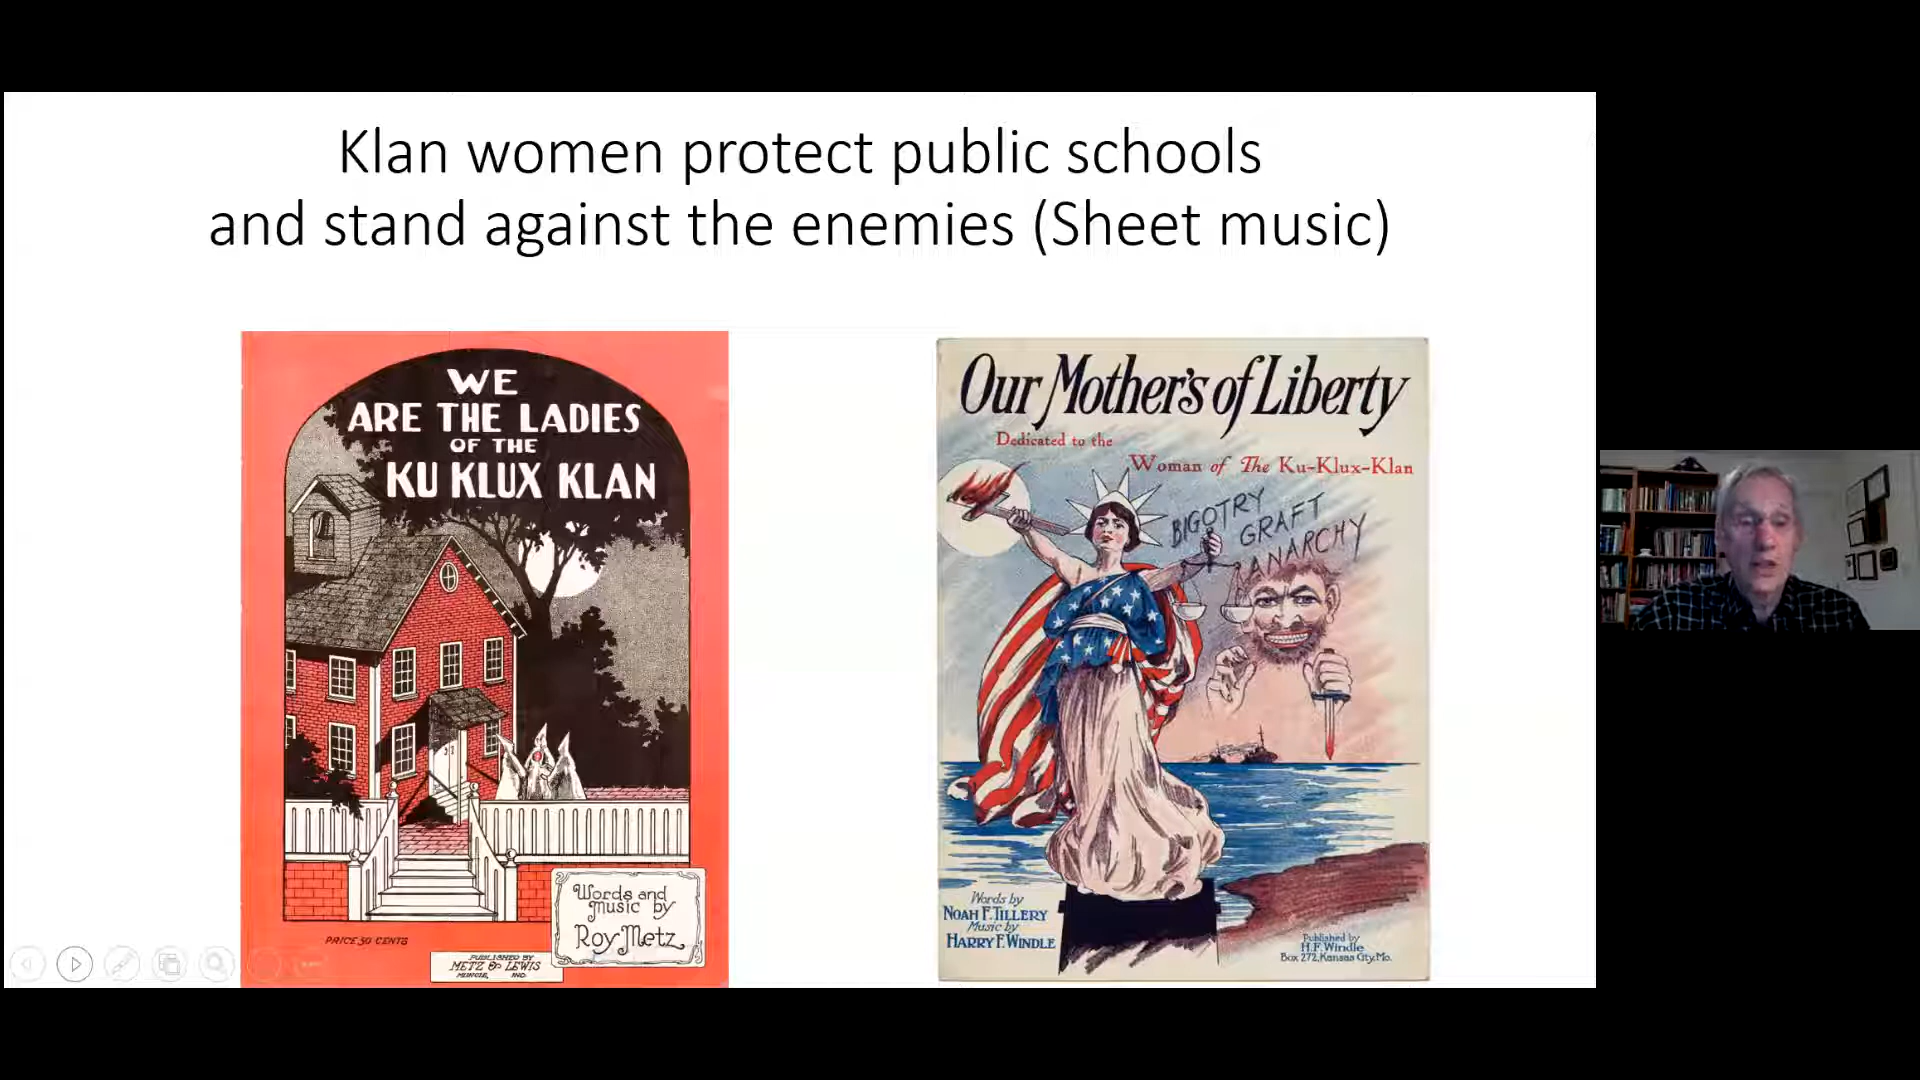 Klan women protect public schools
and stand against the enemies (Sheet music)
WE
ARE THE LADIES
OF THE
KU KLUX KLAN
Words and
Music by
Roy Metz
PRICE 30 CENTS
PUBLISHED BY
METZ & LEWIS
MUNCIE, IND.
Our Mother's of Liberty
Dedicated to the
Woman of The Ku-Klux-Klan
BIGOTRY
GRAFT
ANARCHY
Words by
NOAH F. TILLERY
Music by
HARRY F. WINDLE
Published by
H.F. Windle
Box 272, Kansas City. Mo.